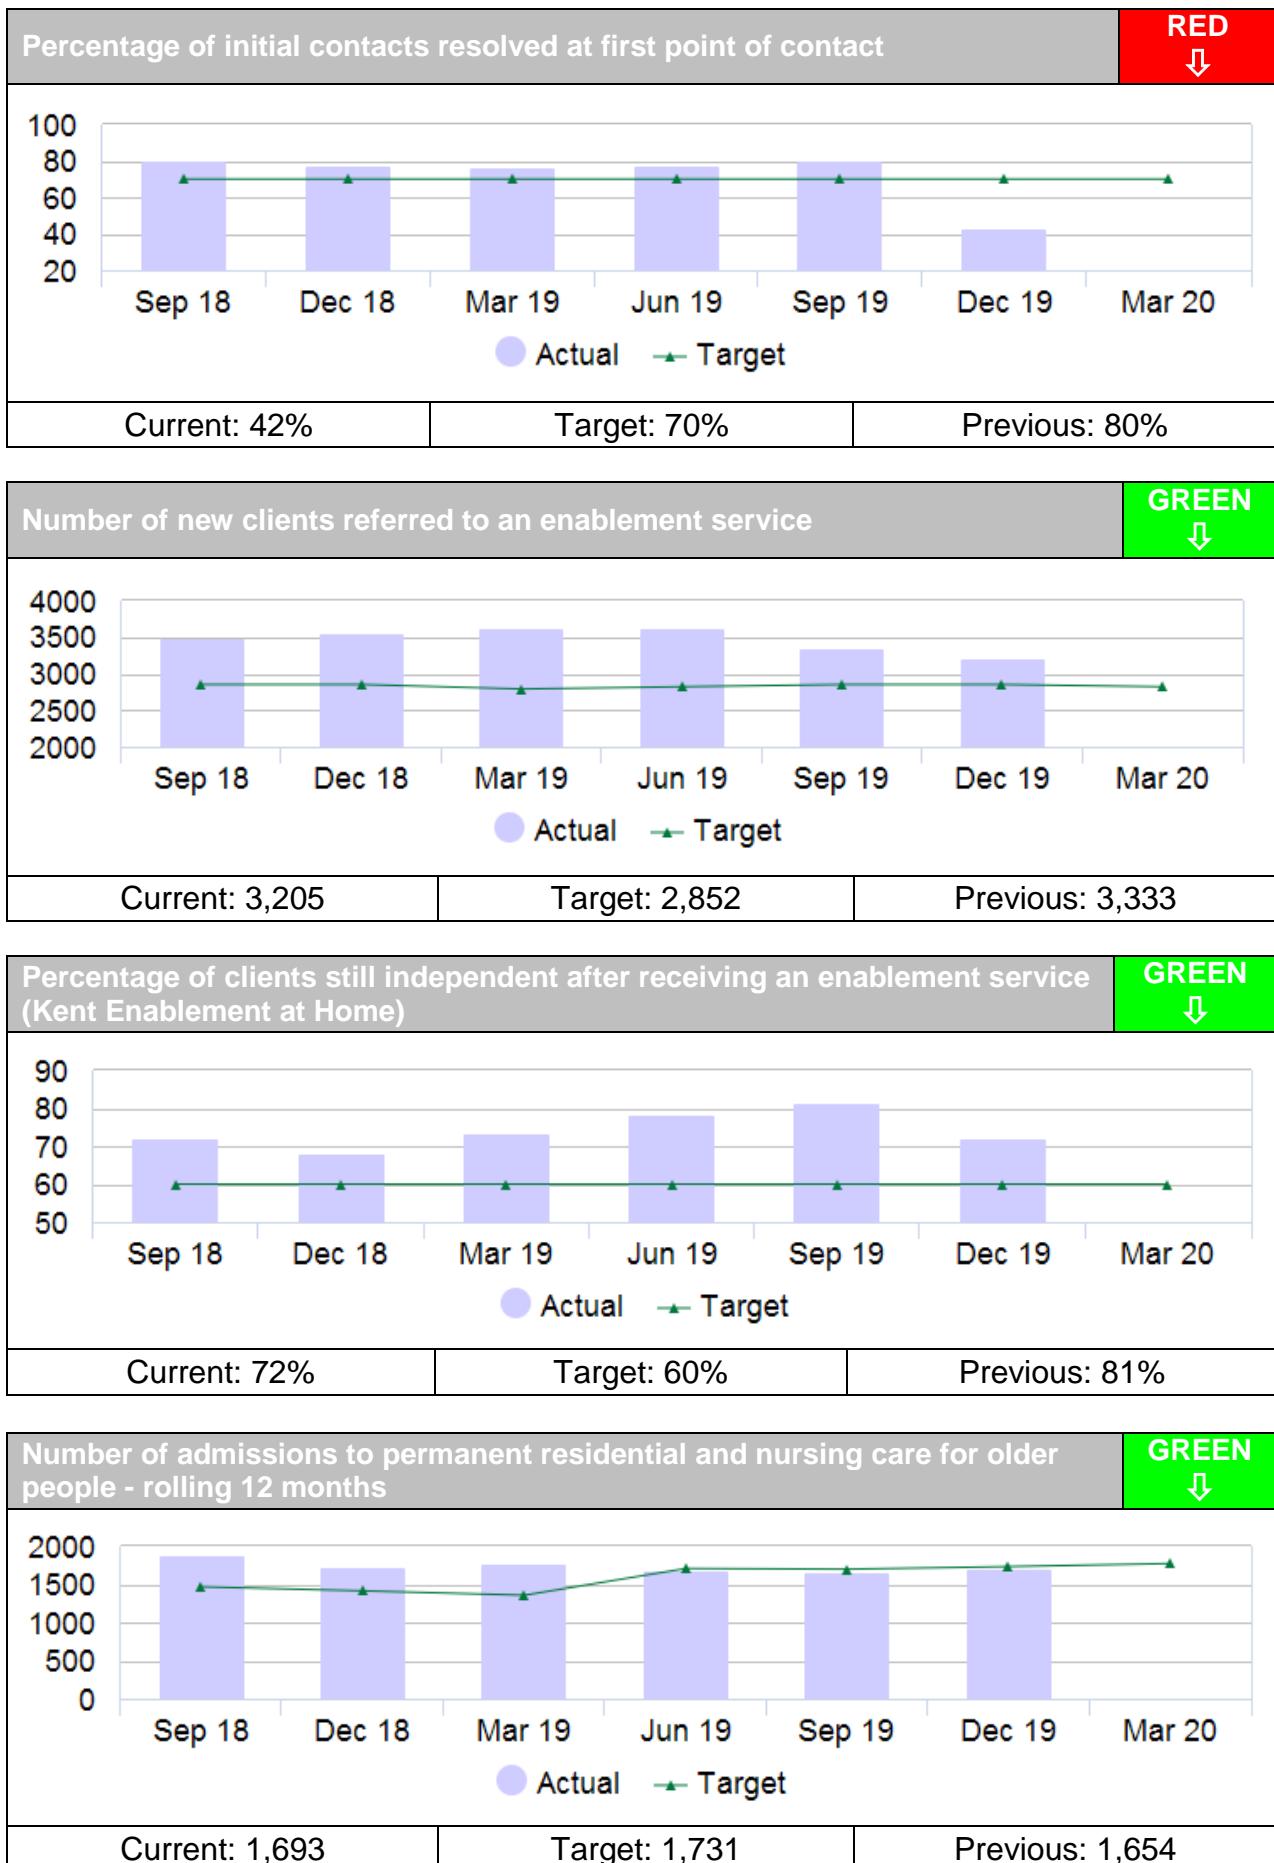 Percentage of initial contacts resolved at first point of contact
RED
⇩
100
80
60
40
20
Sep 18 Dec 18 Mar 19 Jun 19 Sep 19 Dec 19 Mar 20
Actual Target
Current: 42% Target: 70% Previous: 80%
Number of new clients referred to an enablement service
GREEN
⇩
4000
3500
3000
2500
2000
Sep 18 Dec 18 Mar 19 Jun 19 Sep 19 Dec 19 Mar 20
Actual Target
Current: 3,205 Target: 2,852 Previous: 3,333
Percentage of clients still independent after receiving an enablement service
(Kent Enablement at Home)
GREEN
⇩
90
80
70
60
50
Sep 18 Dec 18 Mar 19 Jun 19 Sep 19 Dec 19 Mar 20
Actual Target
Current: 72% Target: 60% Previous: 81%
Number of admissions to permanent residential and nursing care for older
people - rolling 12 months
GREEN
⇩
2000
1500
1000
500
0
Sep 18 Dec 18 Mar 19 Jun 19 Sep 19 Dec 19 Mar 20
Actual Target
Current: 1,693 Target: 1,731 Previous: 1,654